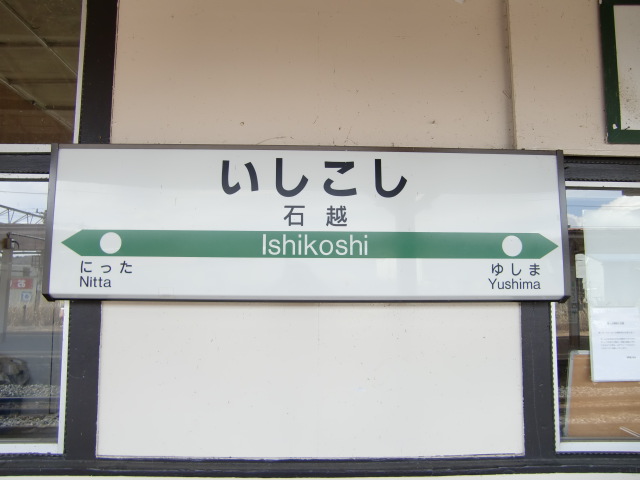 いしこし
石越
Ishikoshi
にった
Nitta
ゆしま
Yushima